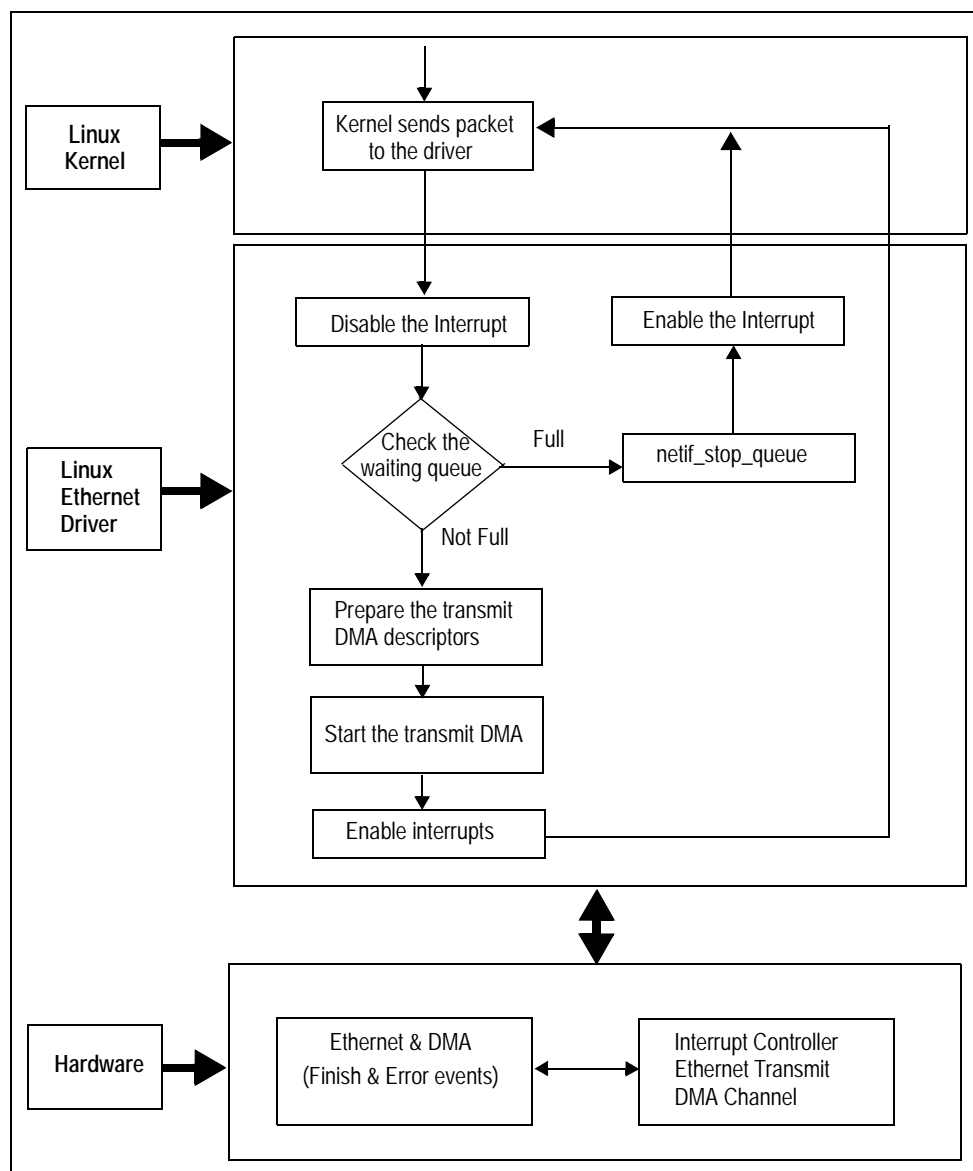 Linux
Kernel
Kernel sends packet
to the driver
Disable the Interrupt
Enable the Interrupt
Linux
Ethernet
Driver
Check the
waiting queue
Full
netif_stop_queue
Not Full
Prepare the transmit
DMA descriptors
Start the transmit DMA
Enable interrupts
Hardware
Ethernet & DMA
(Finish & Error events)
Interrupt Controller
Ethernet Transmit
DMA Channel